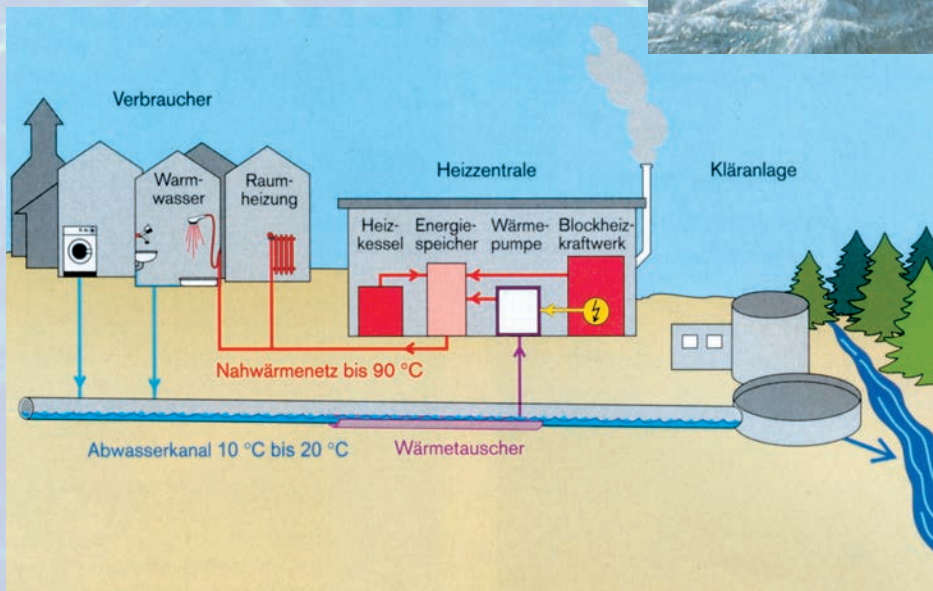 Verbraucher
Warm-
wasser
Raum-
heizung
Heizzentrale
Heiz-
kessel
Energie-
speicher
Wärme-
pumpe
Blockheiz-
kraftwerk
Kläranlage
Nahwärmenetz bis 90 °C
Abwasserkanal 10 °C bis 20 °C
Wärmetauscher